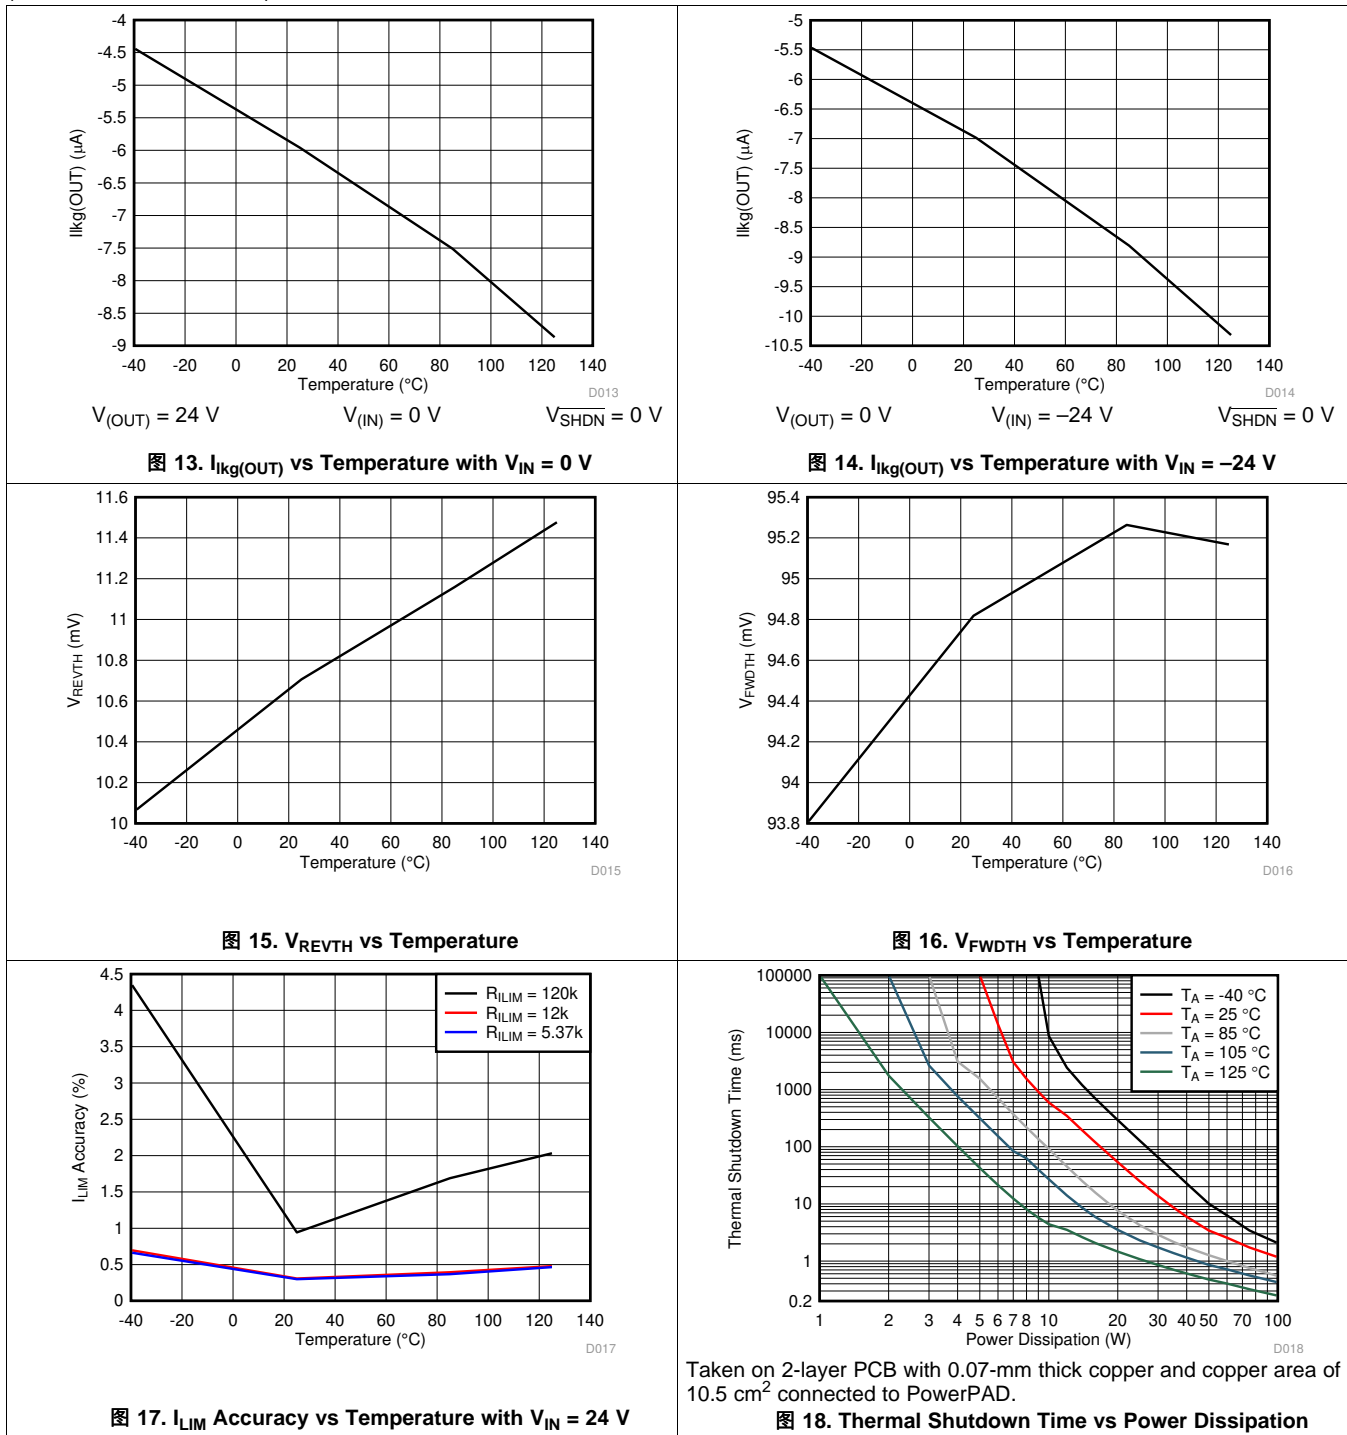 -4
-4.5
-5
-5.5
-6
-6.5
-7
-7.5
-8
-8.5
-9
-40 -20 0 20 40 60 80 100 120 140
Ilkg(OUT) (μA)
Temperature (°C)
D013
V(OUT) = 24 V V(IN) = 0 V VSHDN = 0 V
图 13. Ilkg(OUT) vs Temperature with VIN = 0 V
-5
-5.5
-6
-6.5
-7
-7.5
-8
-8.5
-9
-9.5
-10
-10.5
-40 -20 0 20 40 60 80 100 120 140
Ilkg(OUT) (μA)
Temperature (°C)
D014
V(OUT) = 0 V V(IN) = –24 V VSHDN = 0 V
图 14. Ilkg(OUT) vs Temperature with VIN = –24 V
11.6
11.4
11.2
11
10.8
10.6
10.4
10.2
10
-40 -20 0 20 40 60 80 100 120 140
VREVTH (mV)
Temperature (°C)
D015
图 15. VREVTH vs Temperature
95.4
95.2
95
94.8
94.6
94.4
94.2
94
93.8
-40 -20 0 20 40 60 80 100 120 140
VFWDTH (mV)
Temperature (°C)
D016
图 16. VFWDTH vs Temperature
4.5
4
3.5
3
2.5
2
1.5
1
0.5
0
-40 -20 0 20 40 60 80 100 120 140
ILIM Accuracy (%)
Temperature (°C)
RILIM = 120k
RILIM = 12k
RILIM = 5.37k
D017
图 17. ILIM Accuracy vs Temperature with VIN = 24 V
100000
10000
1000
100
10
1
0.2
1 2 3 4 5 6 7 8 10 20 30 40 50 70 100
Thermal Shutdown Time (ms)
Power Dissipation (W)
TA = -40 °C
TA = 25 °C
TA = 85 °C
TA = 105 °C
TA = 125 °C
D018
Taken on 2-layer PCB with 0.07-mm thick copper and copper area of
10.5 cm2 connected to PowerPAD.
图 18. Thermal Shutdown Time vs Power Dissipation